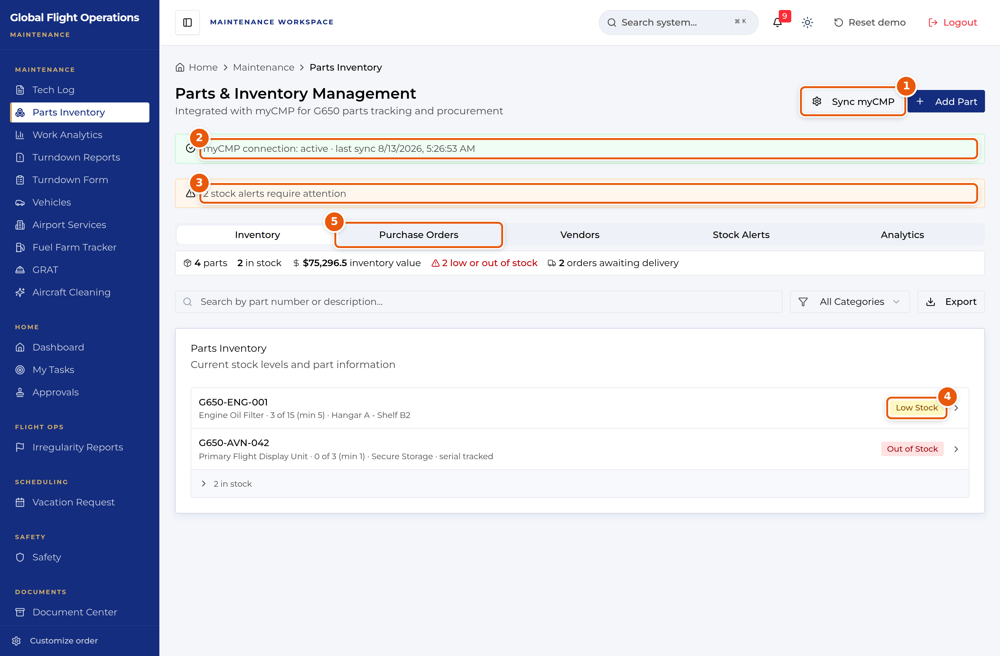 Global Flight Operations
MAINTENANCE
MAINTENANCE
Tech Log
Parts Inventory
Work Analytics
Turndown Reports
Turndown Form
Vehicles
Airport Services
Fuel Farm Tracker
GRAT
Aircraft Cleaning
HOME
Dashboard
My Tasks
Approvals
FLIGHT OPS
Irregularity Reports
SCHEDULING
Vacation Request
SAFETY
Safety
DOCUMENTS
Document Center
Customize order
MAINTENANCE WORKSPACE
Search system...
⌘ K
9
Reset demo
Logout
Home > Maintenance > Parts Inventory
Parts & Inventory Management
Integrated with myCMP for G650 parts tracking and procurement
1
Sync myCMP
+ Add Part
2
myCMP connection: active · last sync 8/13/2026, 5:26:53 AM
3
2 stock alerts require attention
5
Inventory
Purchase Orders
Vendors
Stock Alerts
Analytics
4 parts 2 in stock $ $75,296.5 inventory value 2 low or out of stock 2 orders awaiting delivery
Search by part number or description...
All Categories
Export
Parts Inventory
Current stock levels and part information
G650-ENG-001
Engine Oil Filter · 3 of 15 (min 5) · Hangar A - Shelf B2
4
Low Stock
G650-AVN-042
Primary Flight Display Unit · 0 of 3 (min 1) · Secure Storage · serial tracked
Out of Stock
2 in stock